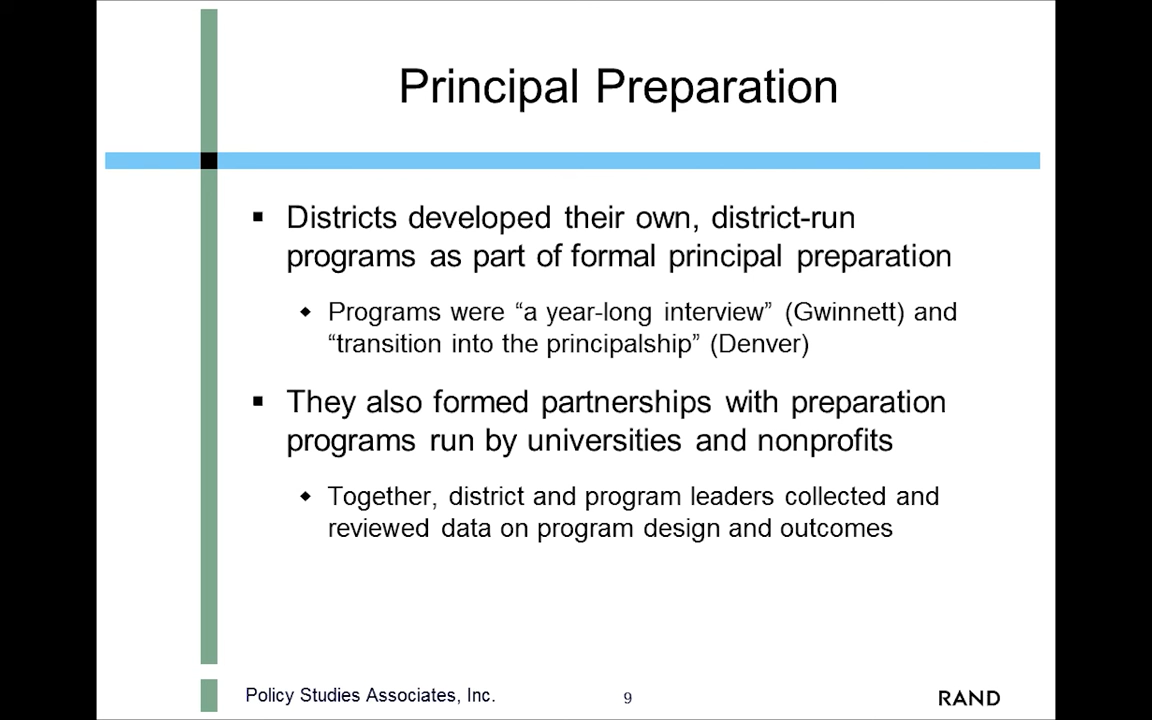 Principal Preparation
▪ Districts developed their own, district-run
programs as part of formal principal preparation
◆ Programs were “a year-long interview” (Gwinnett) and
“transition into the principalship” (Denver)
▪ They also formed partnerships with preparation
programs run by universities and nonprofits
◆ Together, district and program leaders collected and
reviewed data on program design and outcomes
Policy Studies Associates, Inc.
9
RAND